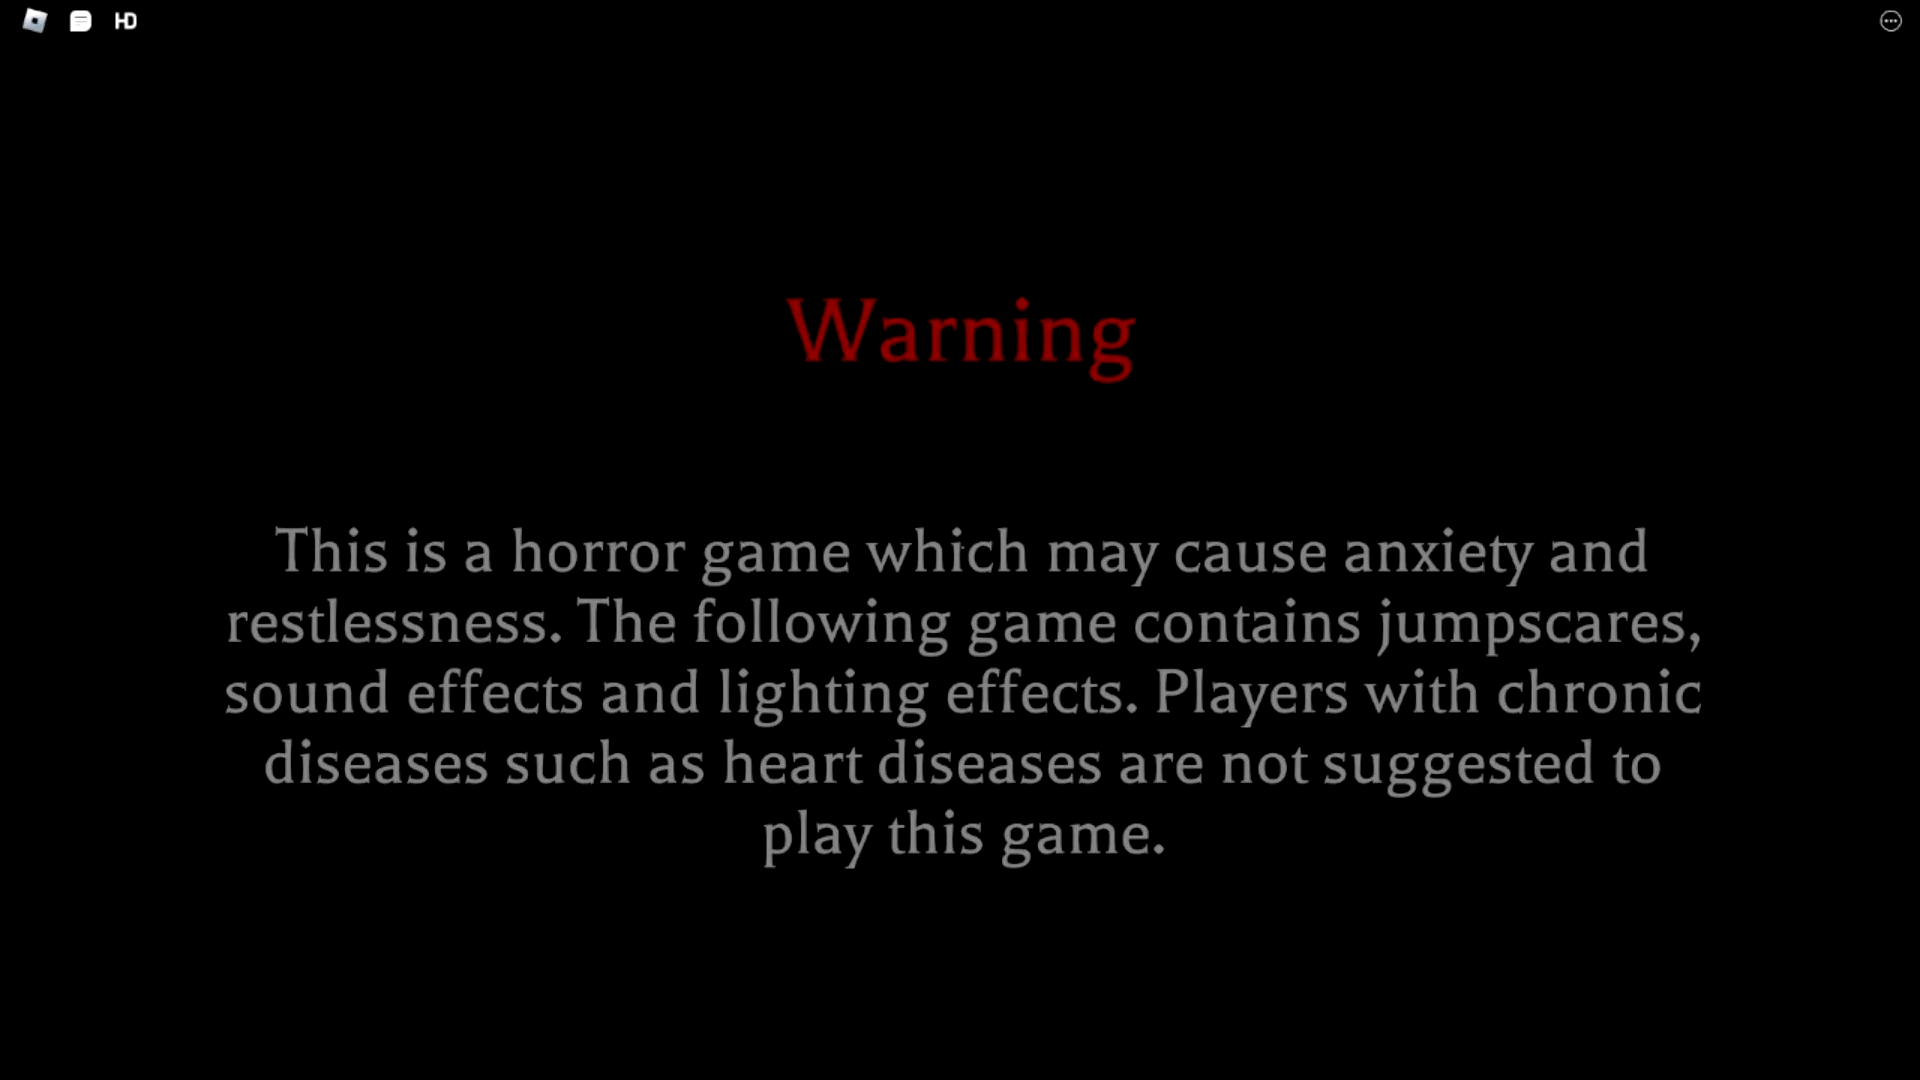 HD
Warning
This is a horror game which may cause anxiety and
restlessness. The following game contains jumpscares,
sound effects and lighting effects. Players with chronic
diseases such as heart diseases are not suggested to
play this game.